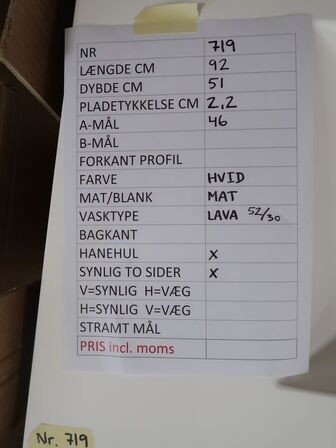 NR 719
LÆNGDE CM 92
DYBDE CM 51
PLADETYKKELSE CM 2,2
A-MÅL 46
B-MÅL
FORKANT PROFIL
FARVE HVID
MAT/BLANK MAT
VASKTYPE LAVA 52/30
BAGKANT
HANEHUL X
SYNLIG TO SIDER X
V=SYNLIG H=VÆG
H=SYNLIG V=VÆG
STRAMT MÅL
PRIS incl. moms
Nr. 719